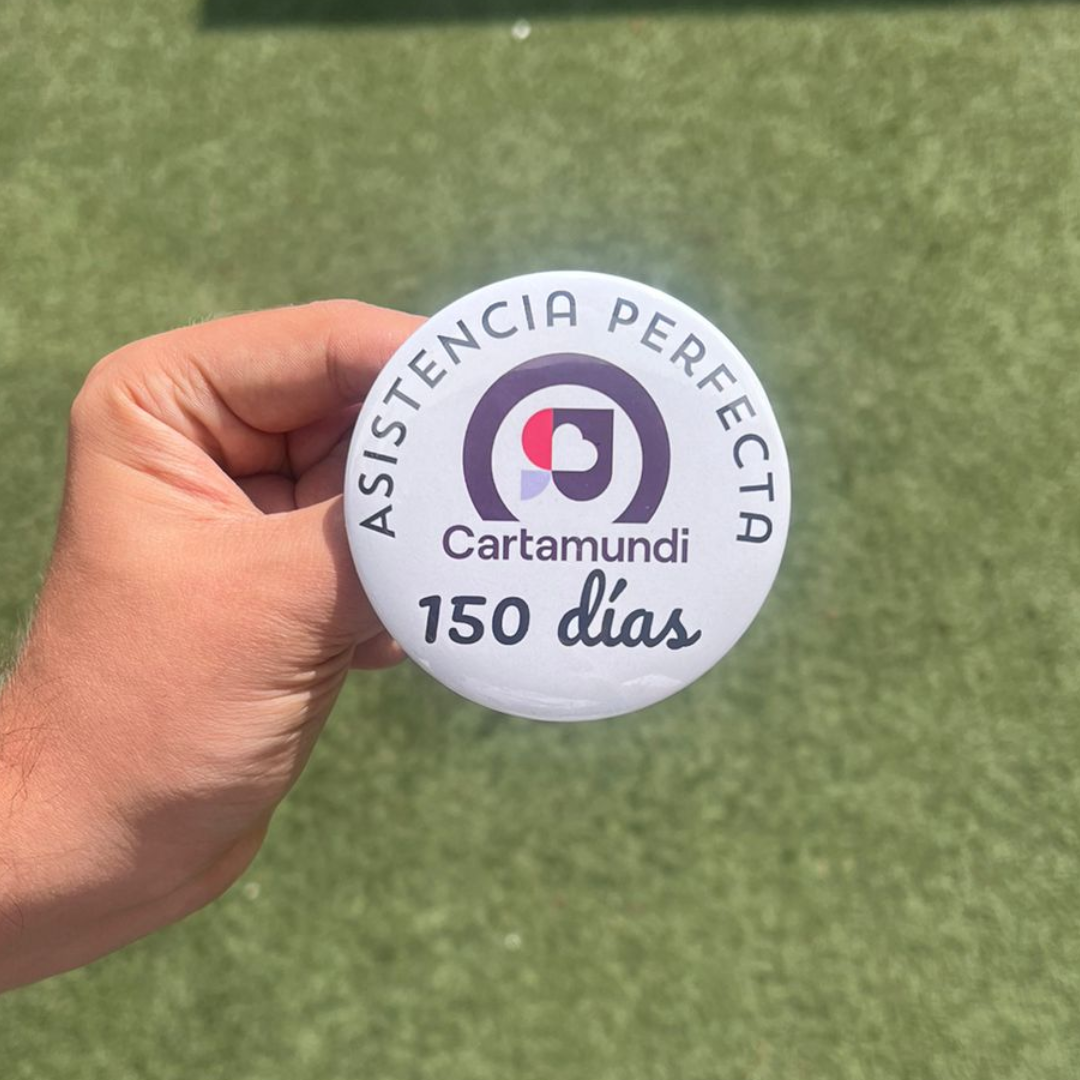 ASISTENCIA PERFECTA
Cartamundi
150 días